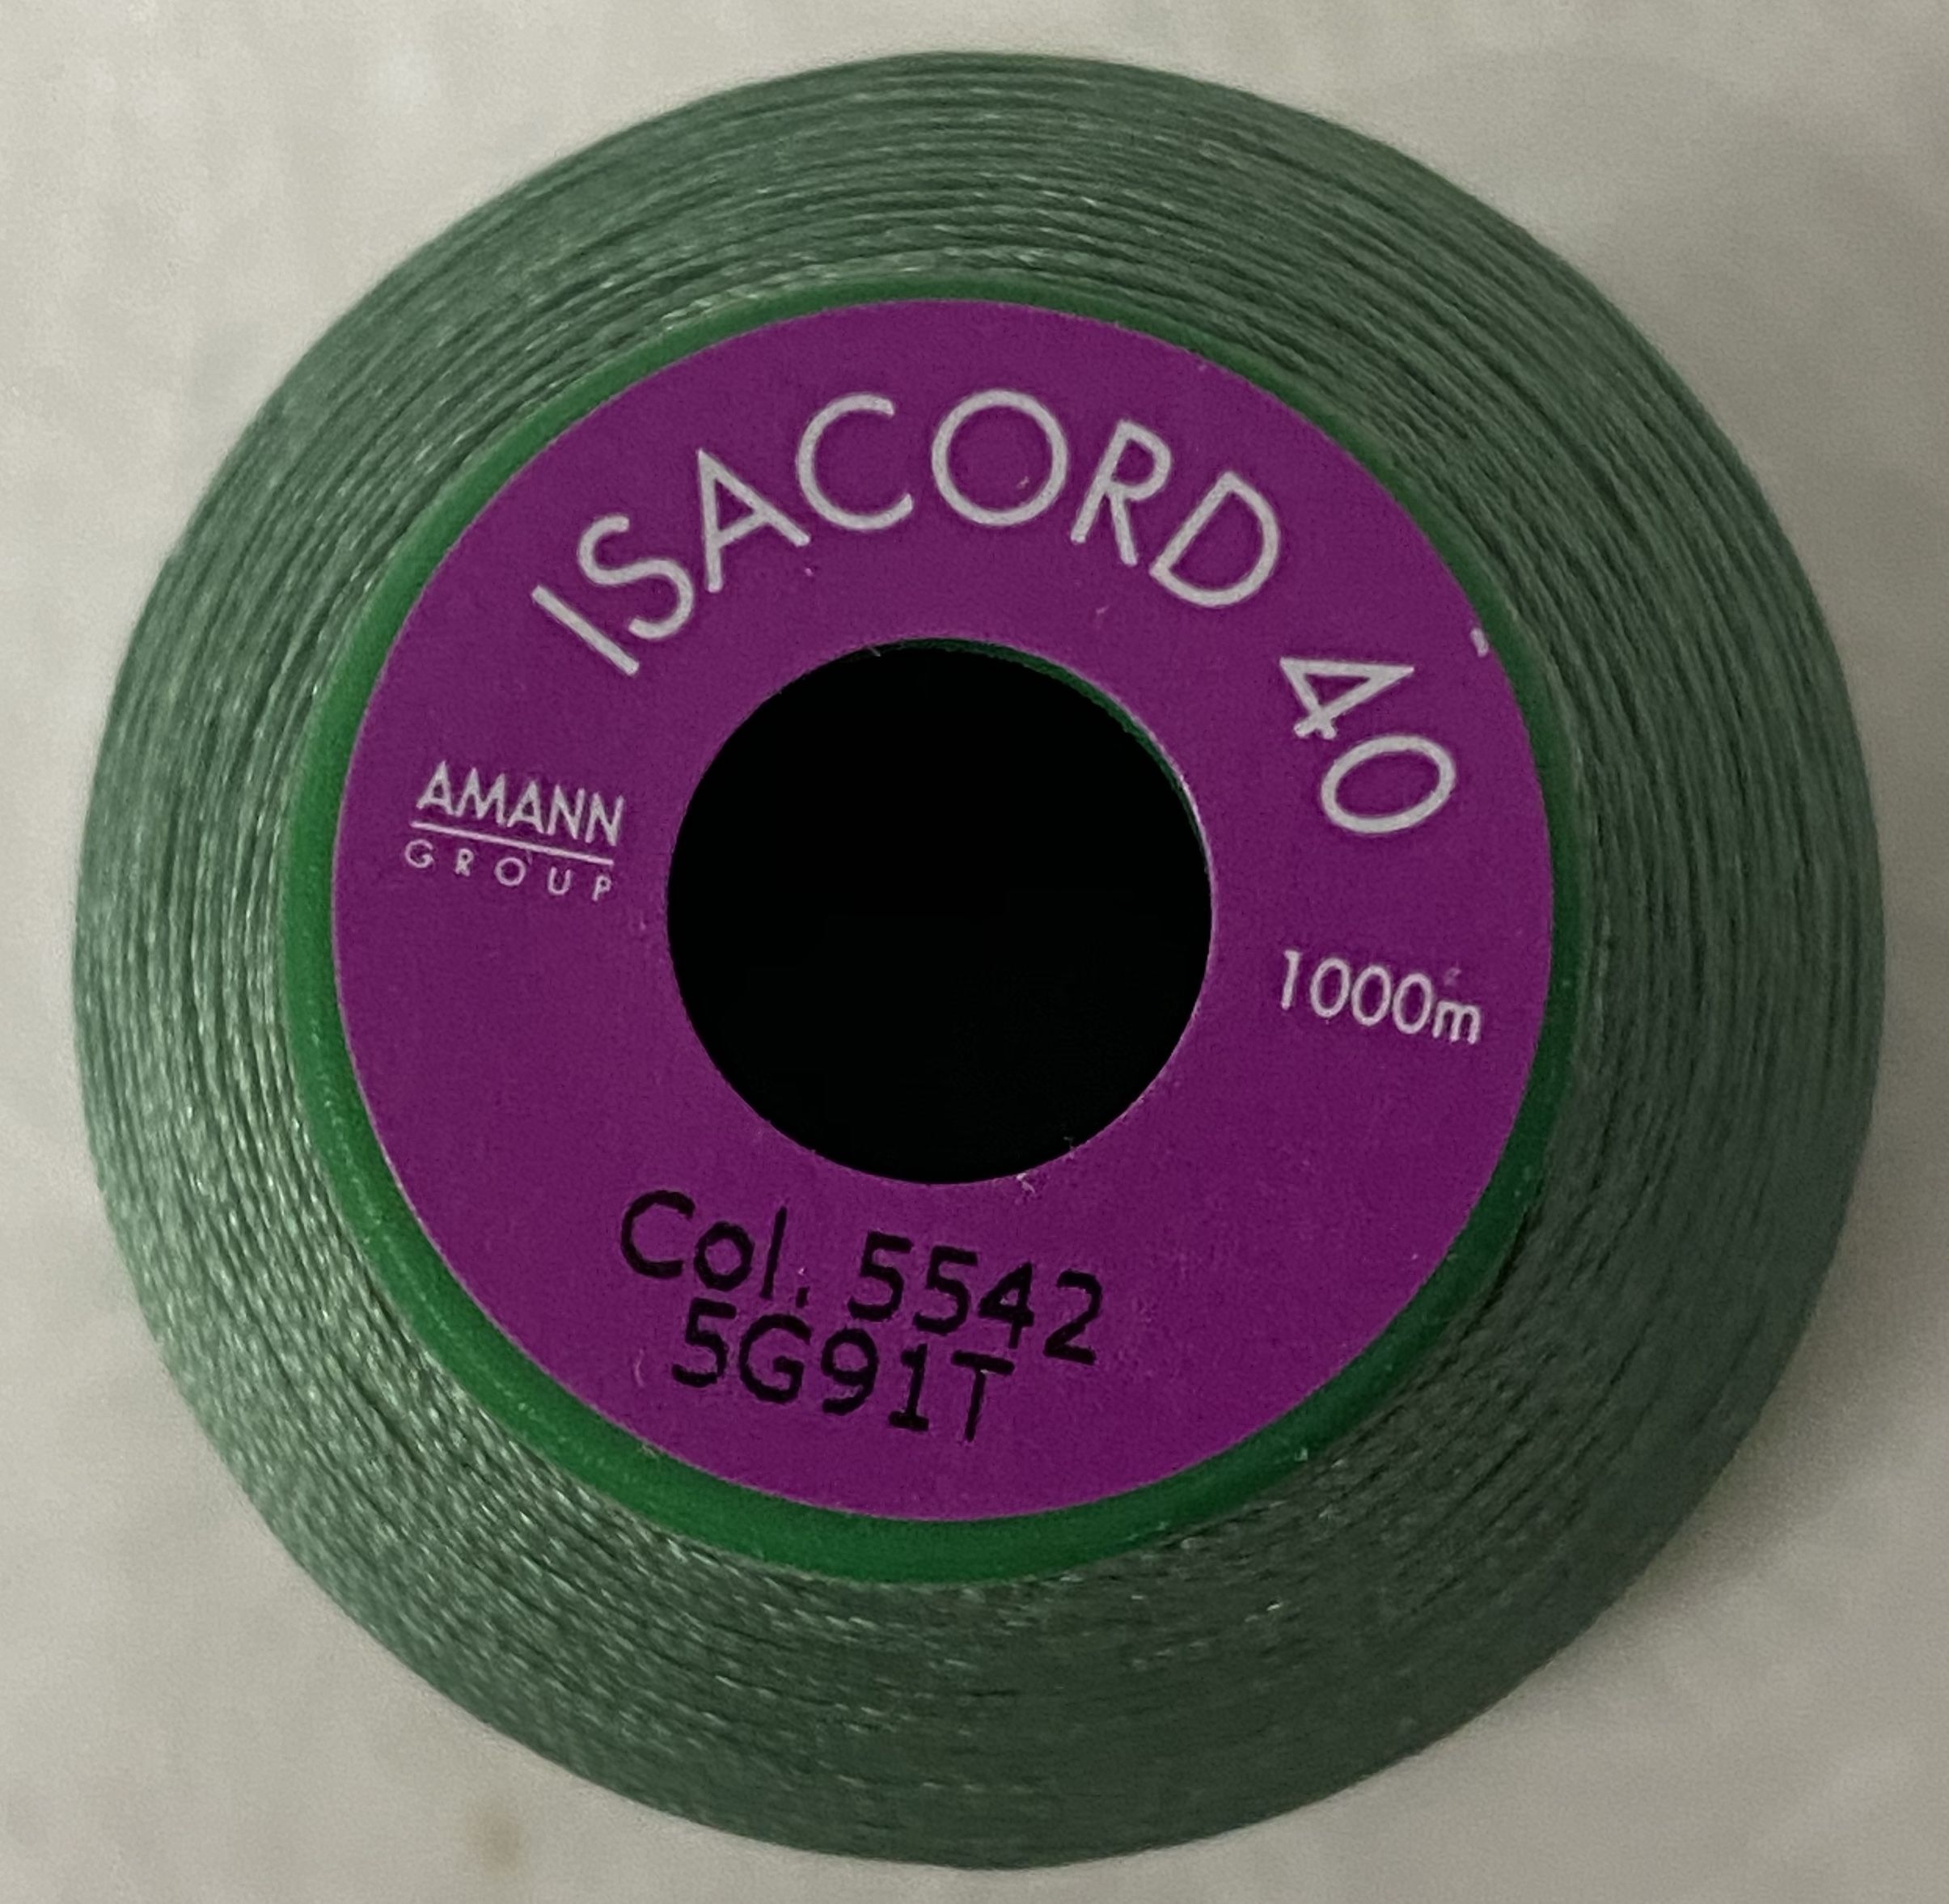 ISACORD 40
AMANN
GROUP
1000m
Col. 5542
5G91T